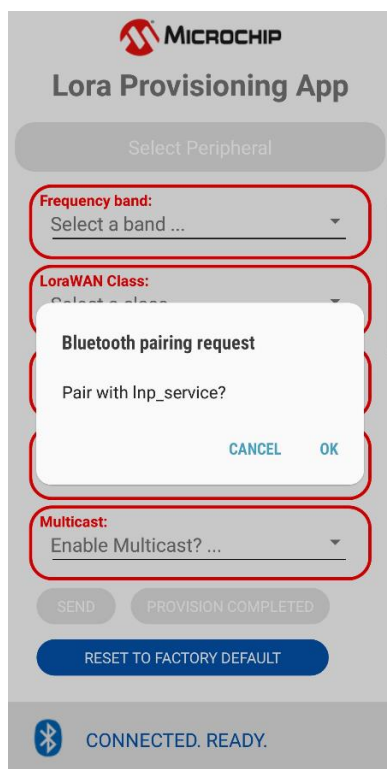 MICROCHIP
Lora Provisioning App
Select Peripheral
Frequency band:
Select a band ...
LoraWAN Class:
Bluetooth pairing request
Pair with lnp_service?
CANCEL OK
Multicast:
Enable Multicast? ...
SEND PROVISION COMPLETED
RESET TO FACTORY DEFAULT
CONNECTED. READY.